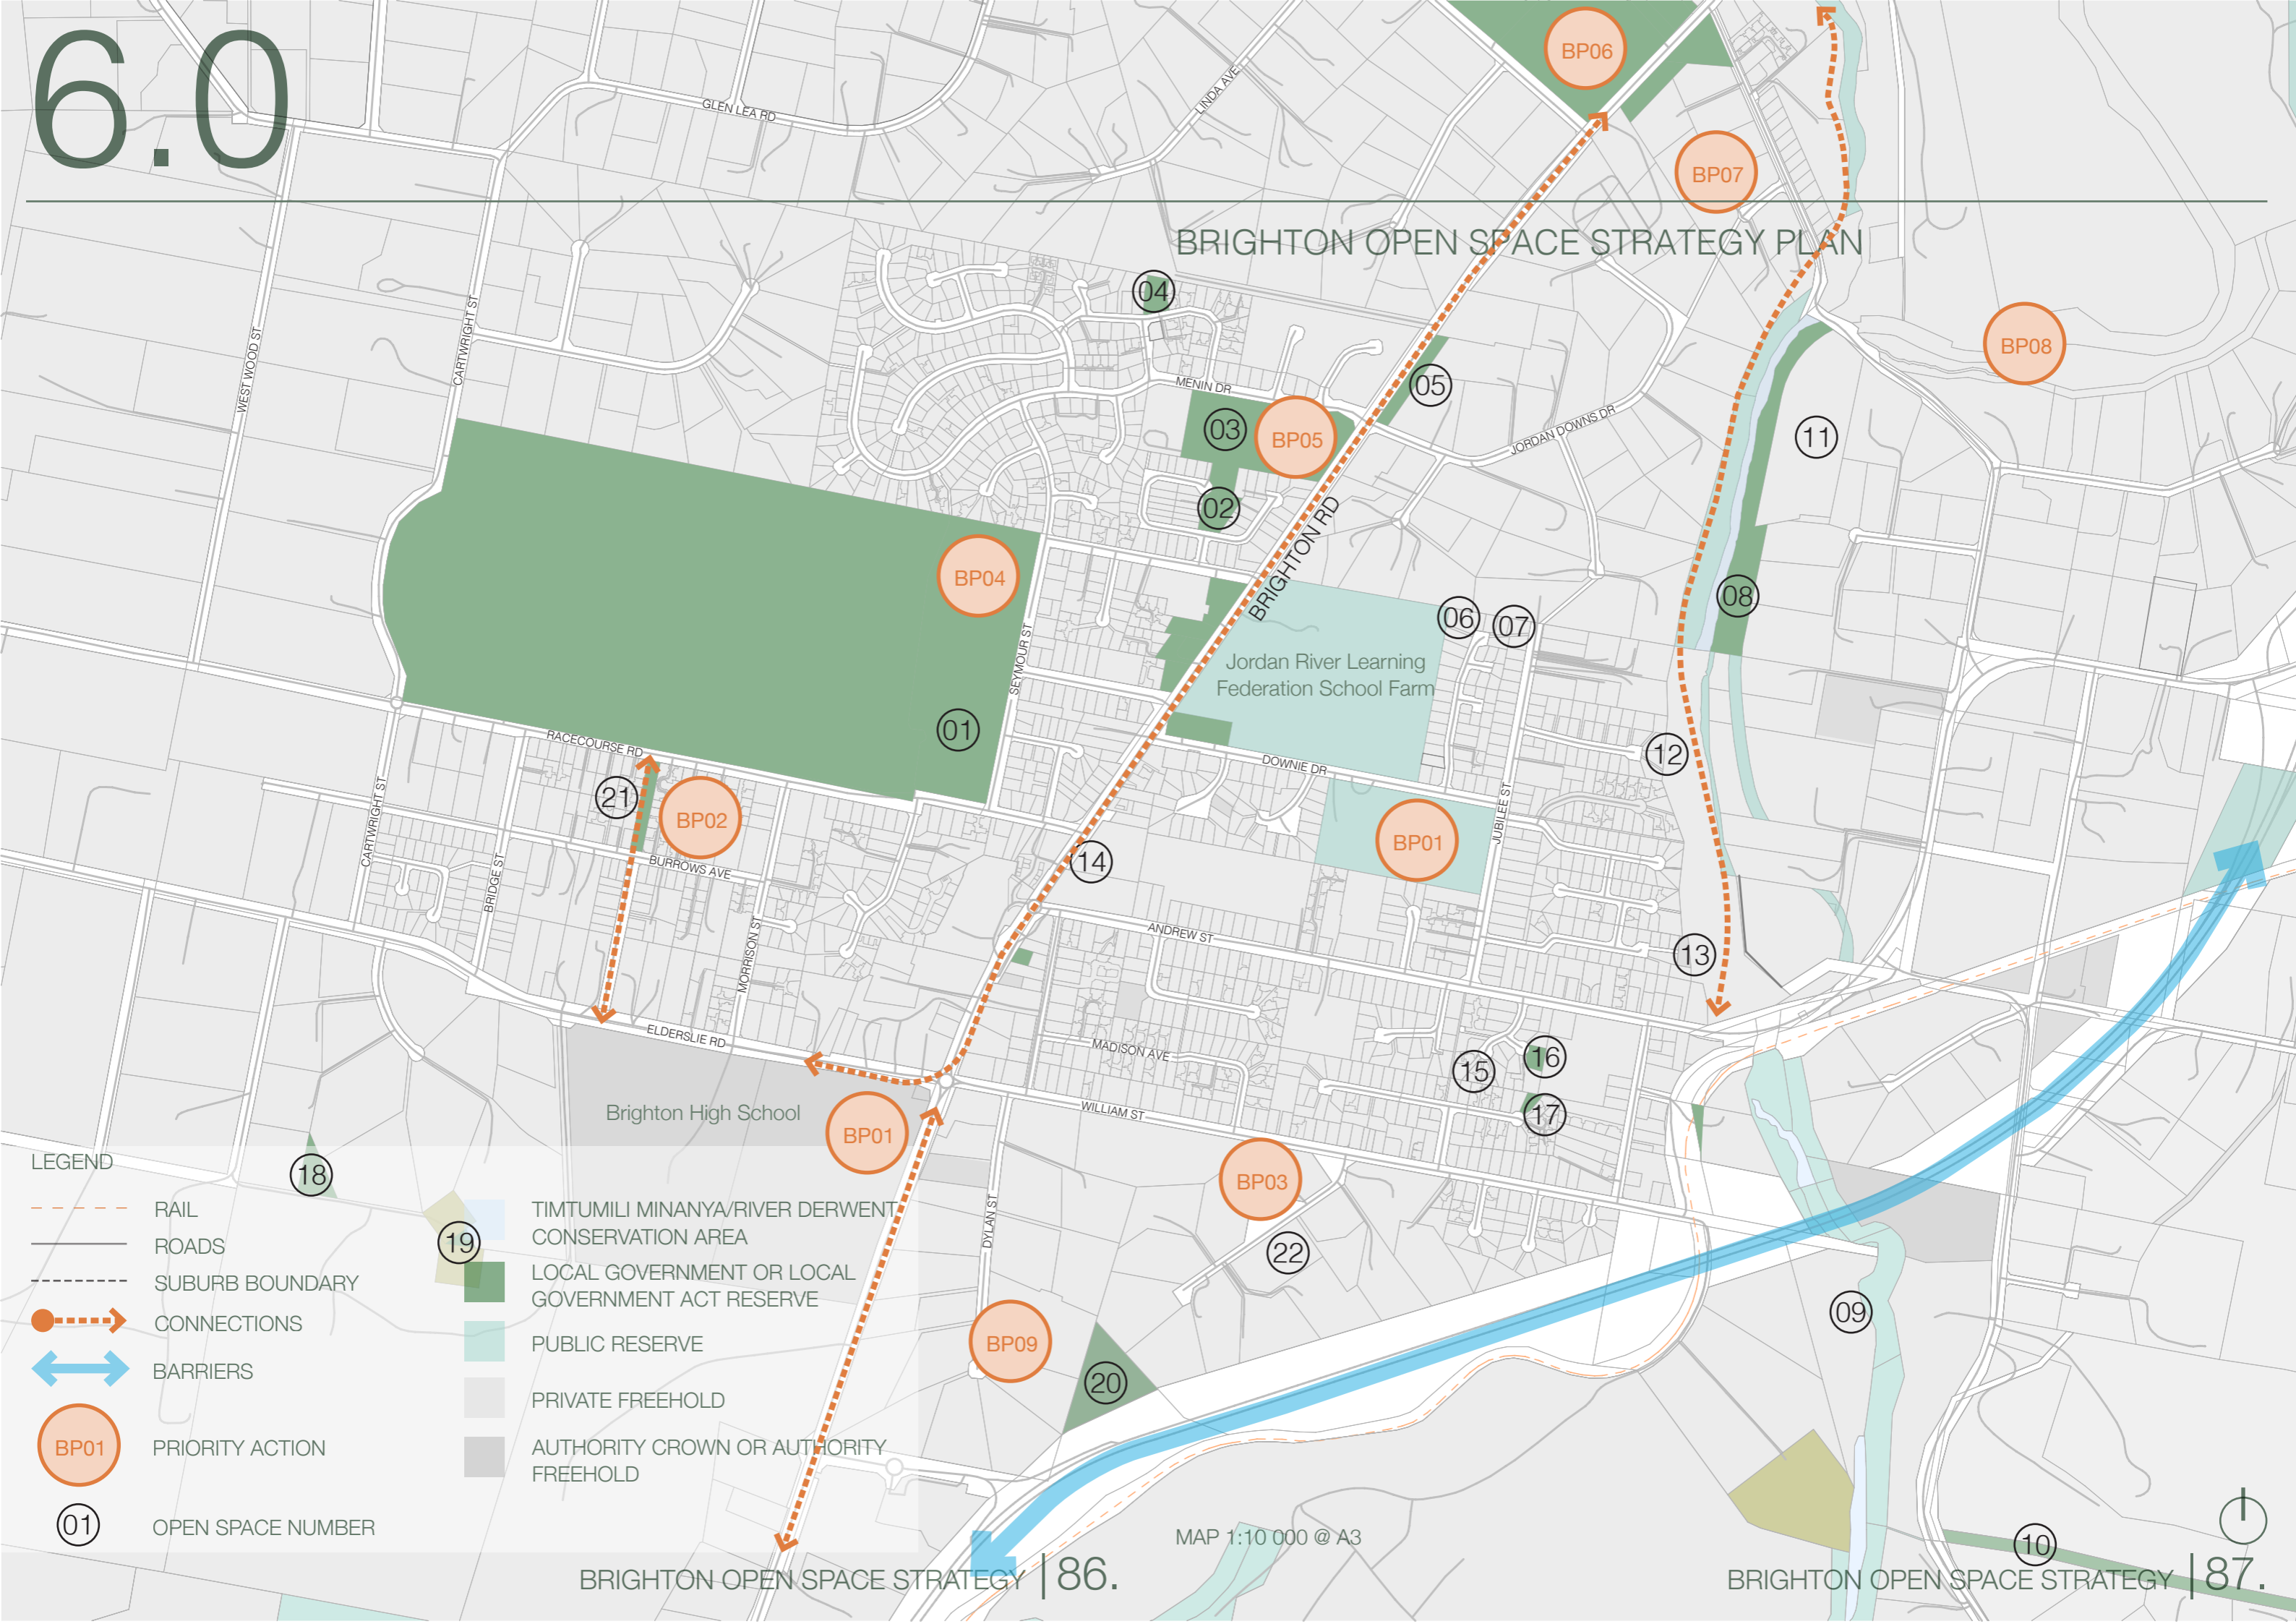 6.0
BRIGHTON OPEN SPACE STRATEGY PLAN
BP06
BP07
GLEN LEA RD
LINDA AVE
WEST WOOD ST
CARTWRIGHT ST
04
BP08
MENIN DR
05
03
BP05
JORDAN DOWNS DR
11
02
BRIGHTON RD
BP04
08
06
07
SEYMOUR ST
Jordan River Learning
Federation School Farm
01
RACECOURSE RD
12
DOWNIE DR
21
BP02
CARTWRIGHT ST
JUBILEE ST
BP01
14
BURROWS AVE
BRIDGE ST
MORRISON ST
ANDREW ST
13
ELDERSLIE RD
MADISON AVE
16
15
Brighton High School
BP01
WILLIAM ST
17
18
BP03
19
DYLAN ST
22
09
BP09
20
10
LEGEND
RAIL
ROADS
SUBURB BOUNDARY
CONNECTIONS
BARRIERS
BP01
PRIORITY ACTION
01
OPEN SPACE NUMBER
TIMTUMILI MINANYA/RIVER DERWENT
CONSERVATION AREA
LOCAL GOVERNMENT OR LOCAL
GOVERNMENT ACT RESERVE
PUBLIC RESERVE
PRIVATE FREEHOLD
AUTHORITY CROWN OR AUTHORITY
FREEHOLD
MAP 1:10 000 @ A3
BRIGHTON OPEN SPACE STRATEGY |86.
BRIGHTON OPEN SPACE STRATEGY |87.